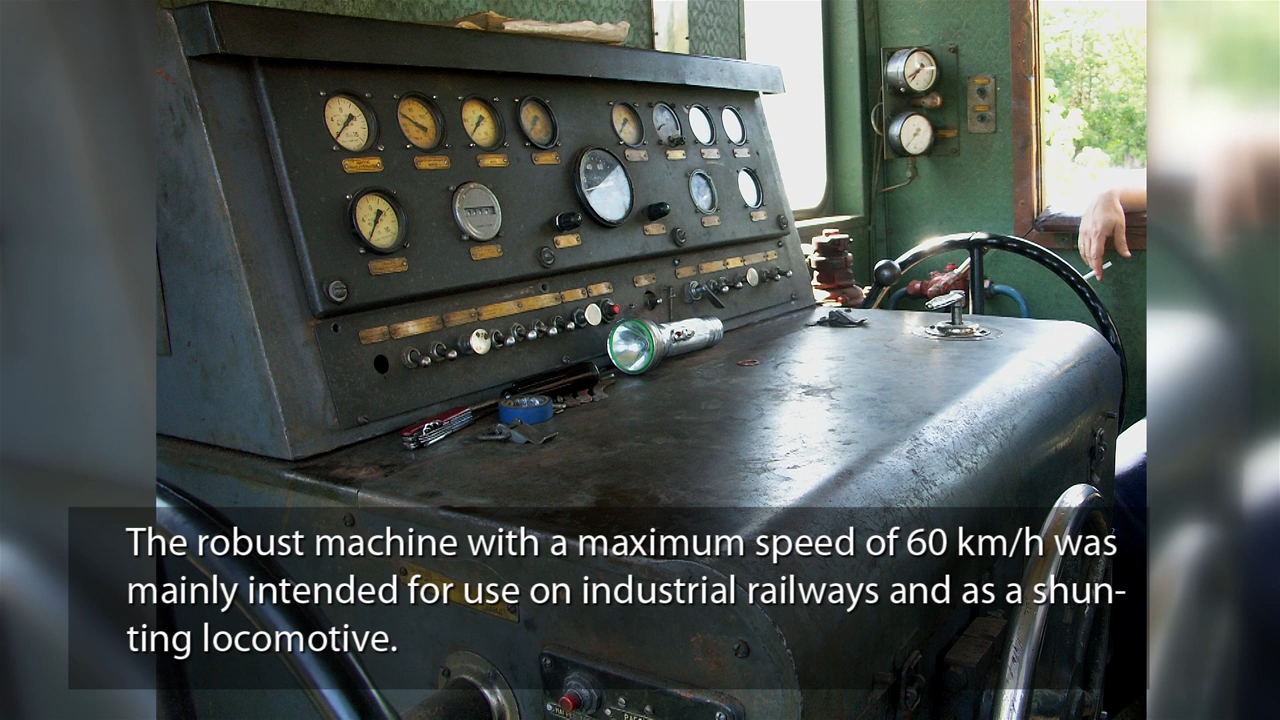 The robust machine with a maximum speed of 60 km/h was
mainly intended for use on industrial railways and as a shun-
ting locomotive.